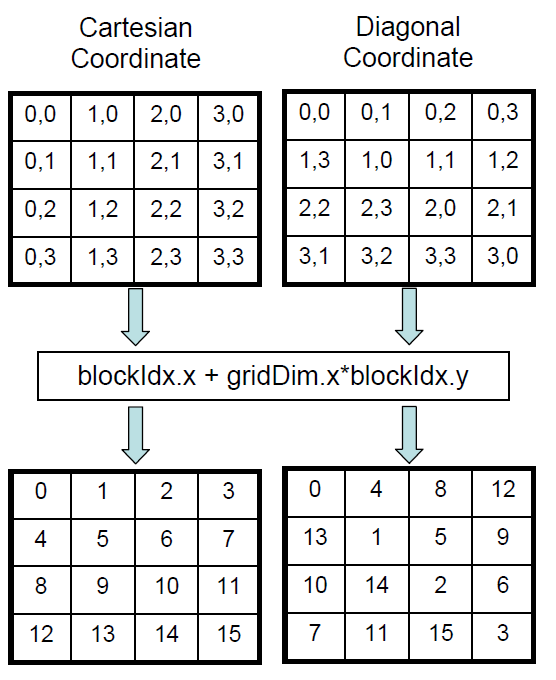 Cartesian Coordinate
Diagonal Coordinate
0,0 1,0 2,0 3,0
0,1 1,1 2,1 3,1
0,2 1,2 2,2 3,2
0,3 1,3 2,3 3,3
0,0 0,1 0,2 0,3
1,3 1,0 1,1 1,2
2,2 2,3 2,0 2,1
3,1 3,2 3,3 3,0
blockIdx.x + gridDim.x*blockIdx.y
0 1 2 3
4 5 6 7
8 9 10 11
12 13 14 15
0 4 8 12
13 1 5 9
10 14 2 6
7 11 15 3